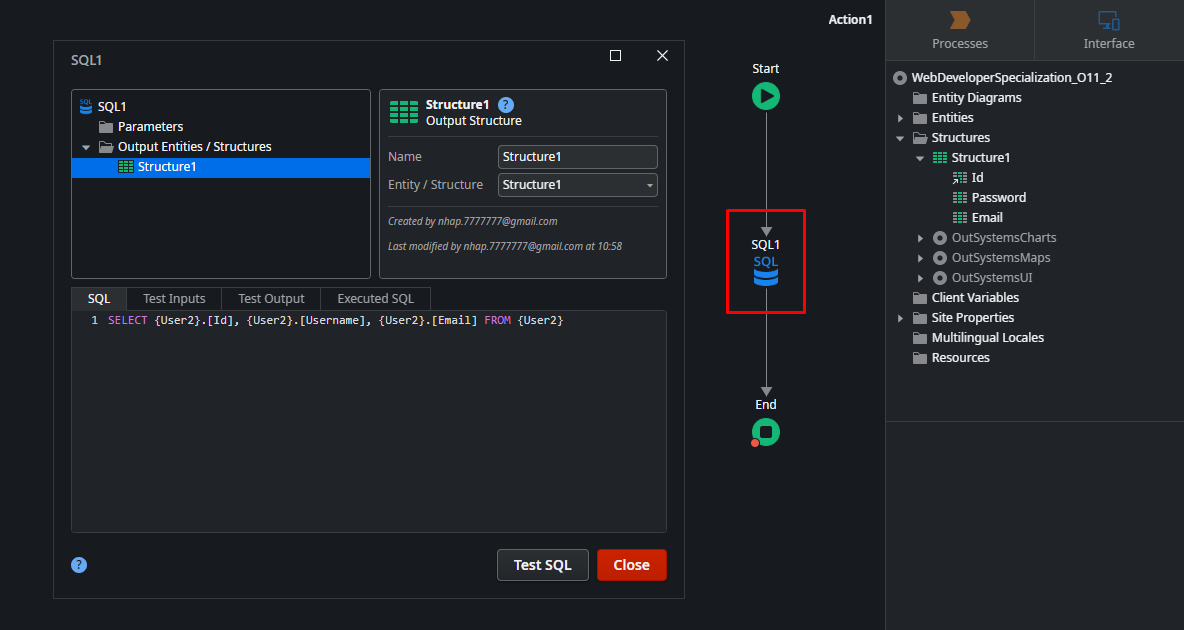 Action1
Processes
Interface
SQL1
SQL
SQL1
Parameters
Output Entities / Structures
Structure1
Structure1 ?
Output Structure
Name Structure1
Entity / Structure Structure1
Created by nhap.7777777@gmail.com
Last modified by nhap.7777777@gmail.com at 10:58
SQL Test Inputs Test Output Executed SQL
1 SELECT {User2}.[Id], {User2}.[Username], {User2}.[Email] FROM {User2}
?
Test SQL
Close
Start
SQL1
SQL
End
WebDeveloperSpecialization_O11_2
Entity Diagrams
Entities
Structures
Structure1
Id
Password
Email
OutSystemsCharts
OutSystemsMaps
OutSystemsUI
Client Variables
Site Properties
Multilingual Locales
Resources